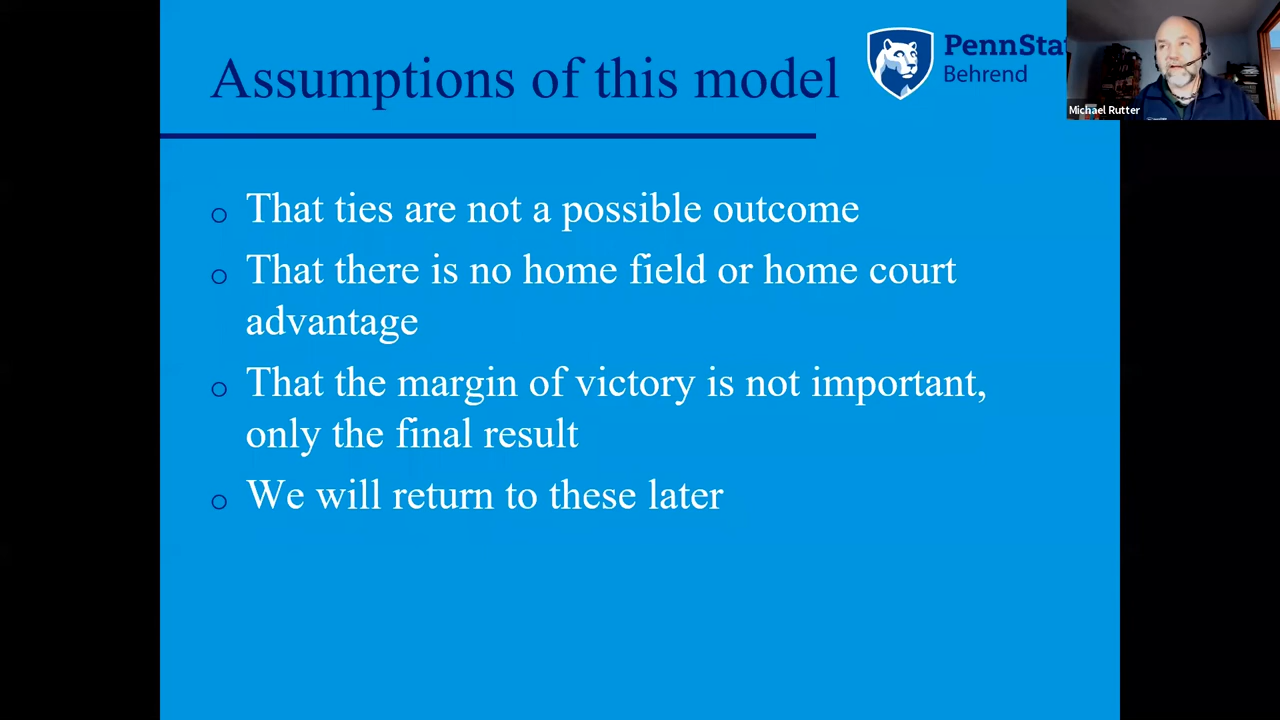 Assumptions of this model
PennSta
Behrend
Michael Rutter
That ties are not a possible outcome
That there is no home field or home court
advantage
That the margin of victory is not important,
only the final result
We will return to these later